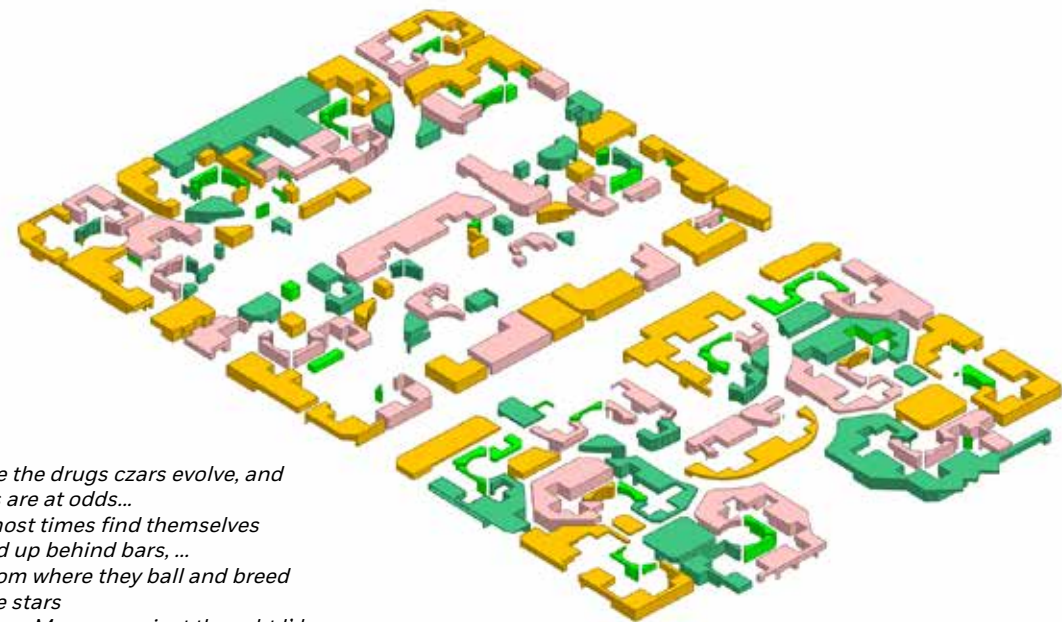 e the drugs czars evolve, and
s are at odds...
nost times find themselves
d up behind bars, ...
om where they ball and breed
e stars